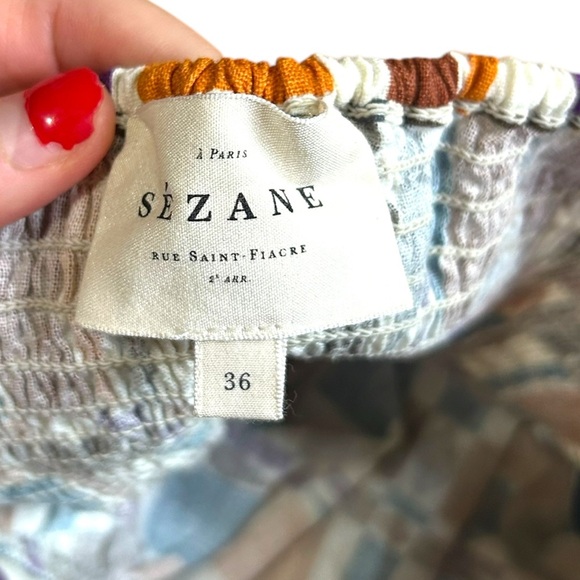 À PARIS
SÉZANE
RUE SAINT-FIACRE
2E ARR.
36